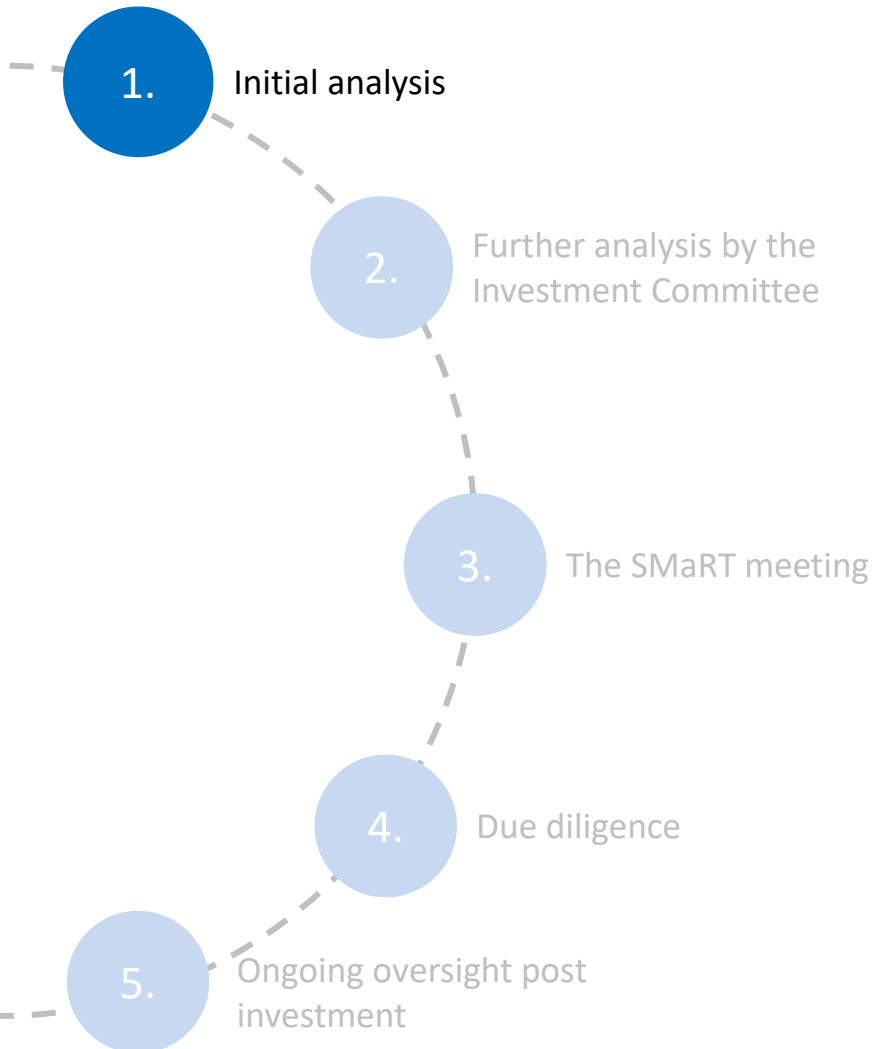 1.
Initial analysis
2.
Further analysis by the
Investment Committee
3.
The SMaRT meeting
4.
Due diligence
5.
Ongoing oversight post
investment